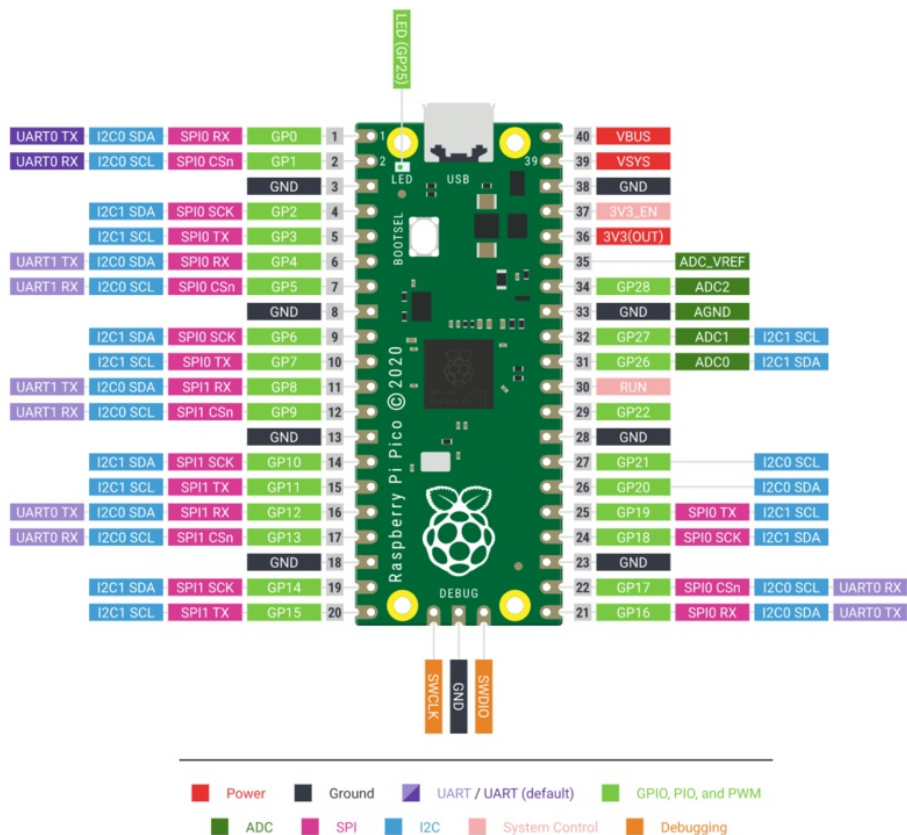 LED (GP25)
UART0 TX I2C0 SDA SPI0 RX GP0 1 1 40 VBUS
UART0 RX I2C0 SCL SPI0 CSn GP1 2 2 39 39 VSYS
GND 3 LED USB 38 GND
I2C1 SDA SPI0 SCK GP2 4 37 3V3_EN
I2C1 SCL SPI0 TX GP3 5 BOOTSEL 36 3V3(OUT)
UART1 TX I2C0 SDA SPI0 RX GP4 6 35 ADC_VREF
UART1 RX I2C0 SCL SPI0 CSn GP5 7 34 GP28 ADC2
GND 8 33 GND AGND
I2C1 SDA SPI0 SCK GP6 9 32 GP27 ADC1 I2C1 SCL
I2C1 SCL SPI0 TX GP7 10 31 GP26 ADC0 I2C1 SDA
UART1 TX I2C0 SDA SPI1 RX GP8 11 30 RUN
UART1 RX I2C0 SCL SPI1 CSn GP9 12 29 GP22
GND 13 28 GND
I2C1 SDA SPI1 SCK GP10 14 27 GP21 I2C0 SCL
I2C1 SCL SPI1 TX GP11 15 26 GP20 I2C0 SDA
UART0 TX I2C0 SDA SPI1 RX GP12 16 25 GP19 SPI0 TX I2C1 SCL
UART0 RX I2C0 SCL SPI1 CSn GP13 17 24 GP18 SPI0 SCK I2C1 SDA
GND 18 23 GND
I2C1 SDA SPI1 SCK GP14 19 22 GP17 SPI0 CSn I2C0 SCL UART0 RX
I2C1 SCL SPI1 TX GP15 20 21 GP16 SPI0 RX I2C0 SDA UART0 TX
Raspberry Pi Pico © 2020
DEBUG
SWCLK GND SWDIO
Power Ground UART / UART (default) GPIO, PIO, and PWM
ADC SPI I2C System Control Debugging